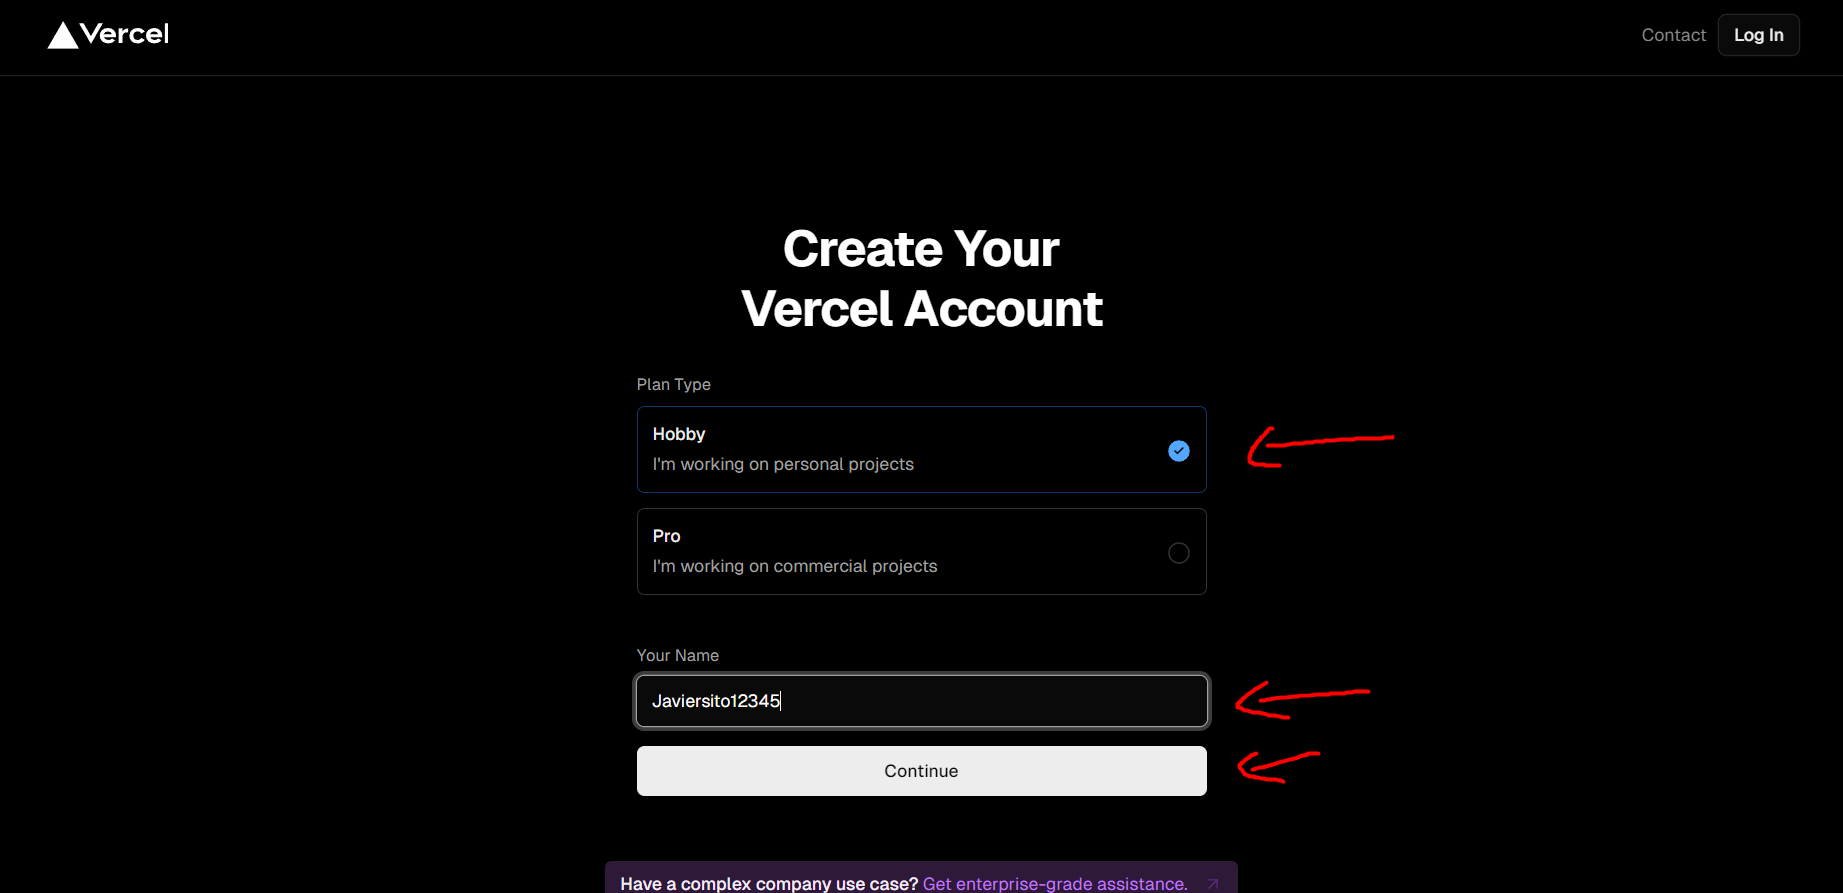 Vercel
Contact
Log In
Create Your
Vercel Account
Plan Type
Hobby
I'm working on personal projects
Pro
I'm working on commercial projects
Your Name
Javiersito12345
Continue
Have a complex company use case? Get enterprise-grade assistance.